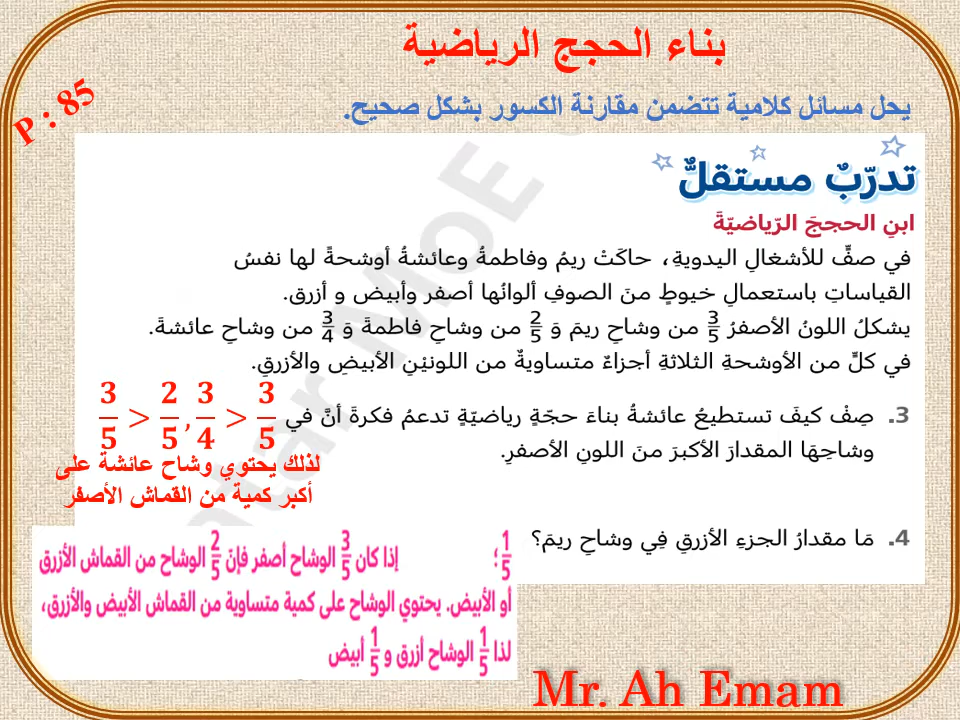 بناء الحجج الرياضية
P : 85
يحل مسائل كلامية تتضمن مقارنة الكسور بشكل صحيح.
تدرّبٌ مستقلٌّ
ابنِ الحججَ الرّياضيّةَ
في صفٍّ للأشغالِ اليدويةِ، حاكَتْ ريمُ وفاطمةُ وعائشةُ أوشحةً لها نفسُ
القياساتِ باستعمالِ خيوطٍ منَ الصوفِ ألوانُها أصفر وأبيض و أزرق.
يشكلُ اللونُ الأصفرُ 3/5 من وشاحِ ريمَ وَ 2/5 من وشاحِ فاطمةَ وَ 3/4 من وشاحِ عائشةَ.
في كلٍّ من الأوشحةِ الثلاثةِ أجزاءٌ متساويةٌ من اللونيْنِ الأبيضِ والأزرقِ.
3. صِفْ كيفَ تستطيعُ عائشةُ بناءَ حجّةٍ رياضيّةٍ تدعمُ فكرةَ أنَّ في
وشاحِهَا المقدارَ الأكبرَ منَ اللونِ الأصفرِ.
3/5 > 2/5 , 3/4 > 3/5
لذلك يحتوي وشاح عائشة على
أكبر كمية من القماش الأصفر
4. مَا مقدارُ الجزءِ الأزرقِ فِي وشاحِ ريمَ؟
1/5؛ إذا كان 3/5 الوشاح أصفر فإنّ 2/5 الوشاح من القماش الأزرق
أو الأبيض. يحتوي الوشاح على كمية متساوية من القماش الأبيض والأزرق،
لذا 1/5 الوشاح أزرق و 1/5 أبيض
Mr. Ah Emam